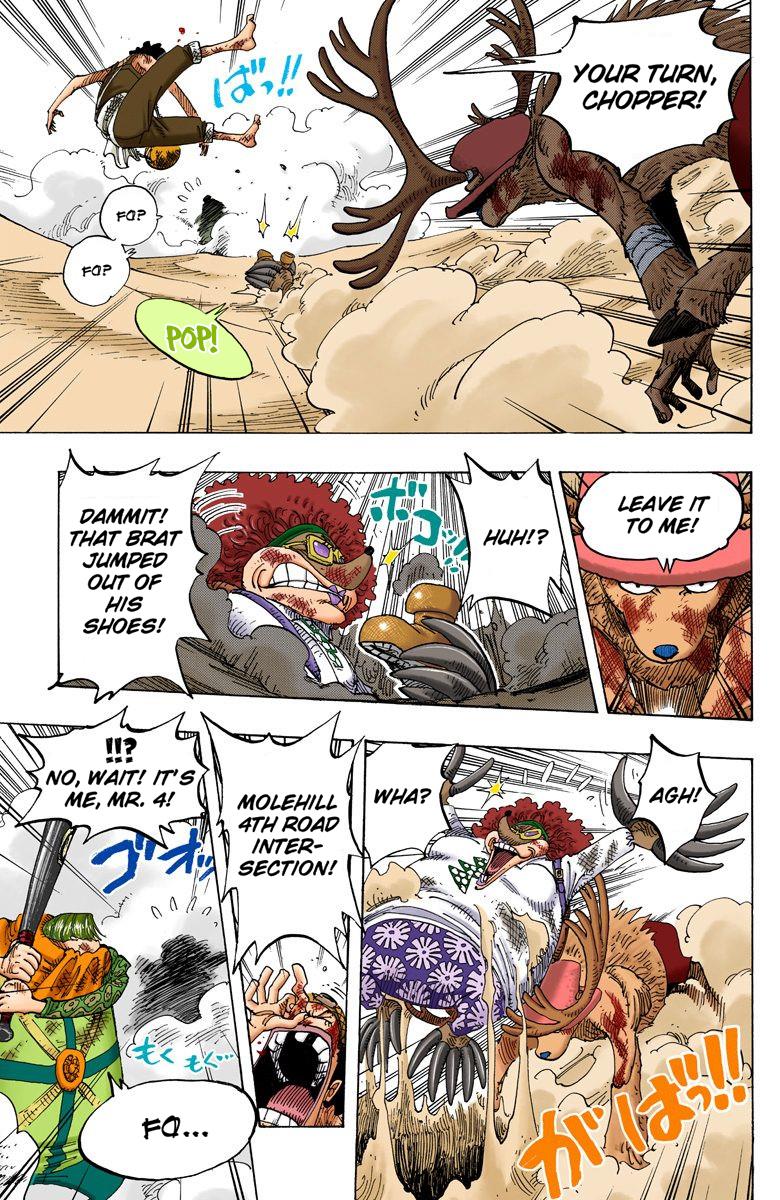 YOUR TURN,
CHOPPER!
ばっ!!
FO?
FO?
POP!
LEAVE IT
TO ME!
HUH!?
ボコッ!!
DAMMIT!
THAT BRAT
JUMPED
OUT OF
HIS
SHOES!
AGH!
WHA?
がばっ!!
MOLEHILL
4TH ROAD
INTER-
SECTION!
!!?
NO, WAIT! IT'S
ME, MR. 4!
ゴオッ
もく もく…
FO...